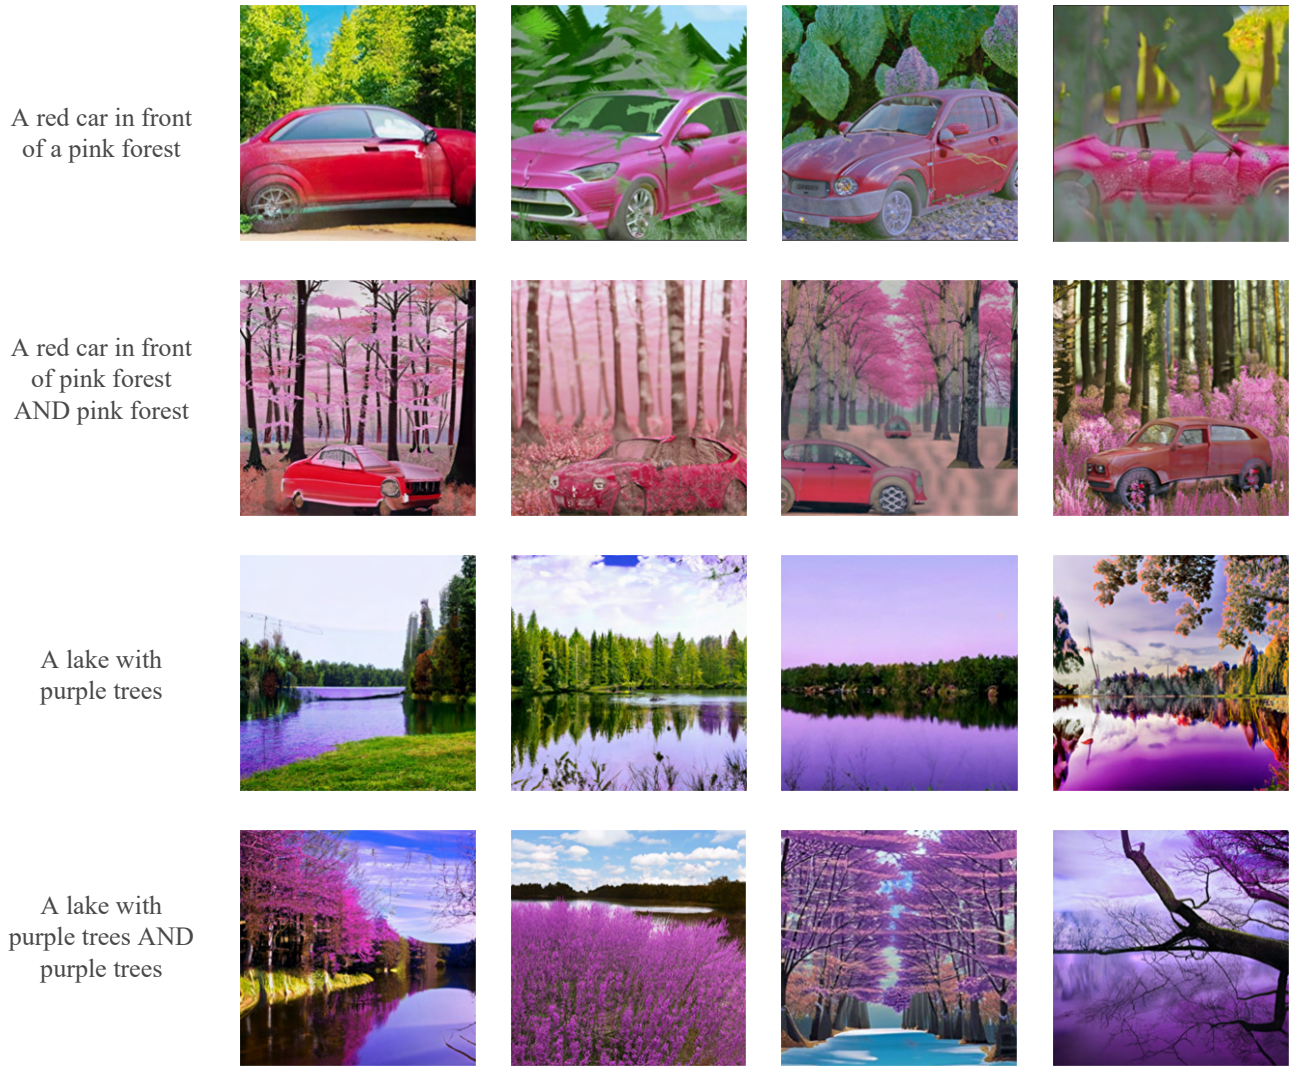 A red car in front
of a pink forest
A red car in front
of pink forest
AND pink forest
A lake with
purple trees
A lake with
purple trees AND
purple trees